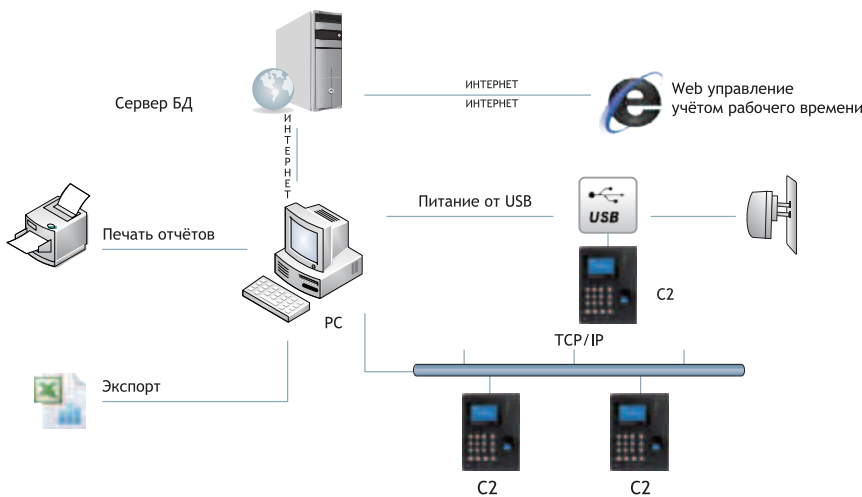 Сервер БД
ИНТЕРНЕТ
ИНТЕРНЕТ
Web управление
учётом рабочего времени
ИНТЕРНЕТ
Питание от USB
USB
Печать отчётов
C2
PC
TCP/IP
Экспорт
C2
C2